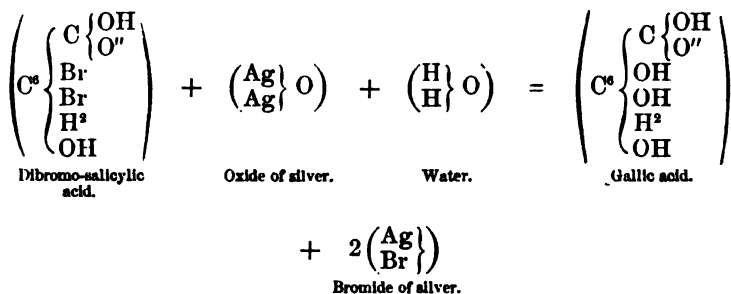 C { OH
O″
C⁶ Br + ( Ag } O ) + ( H } O ) = C⁶ OH
Br Ag H OH
H² H²
OH OH
C { OH
O″
Dibromo-salicylic acid. Oxide of silver. Water. Gallic acid.
+ 2 ( Ag } )
Br
Bromide of silver.